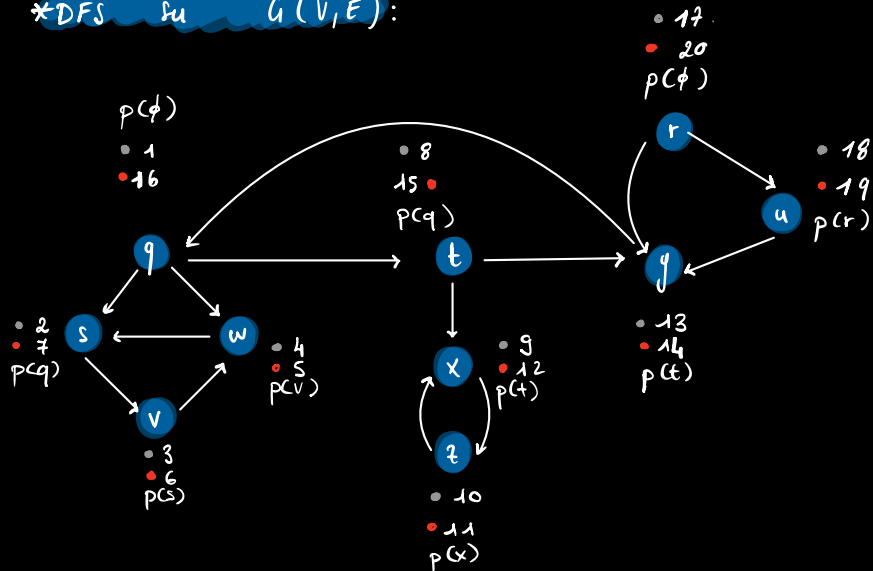 *DFS su G(V,E):
17
20
p(ϕ)
r
p(ϕ)
1
16
8
15
p(q)
18
19
p(r)
u
q
t
y
2
7
p(q)
s
w
4
5
p(v)
13
14
p(t)
x
9
12
p(t)
v
3
6
p(s)
z
10
11
p(x)